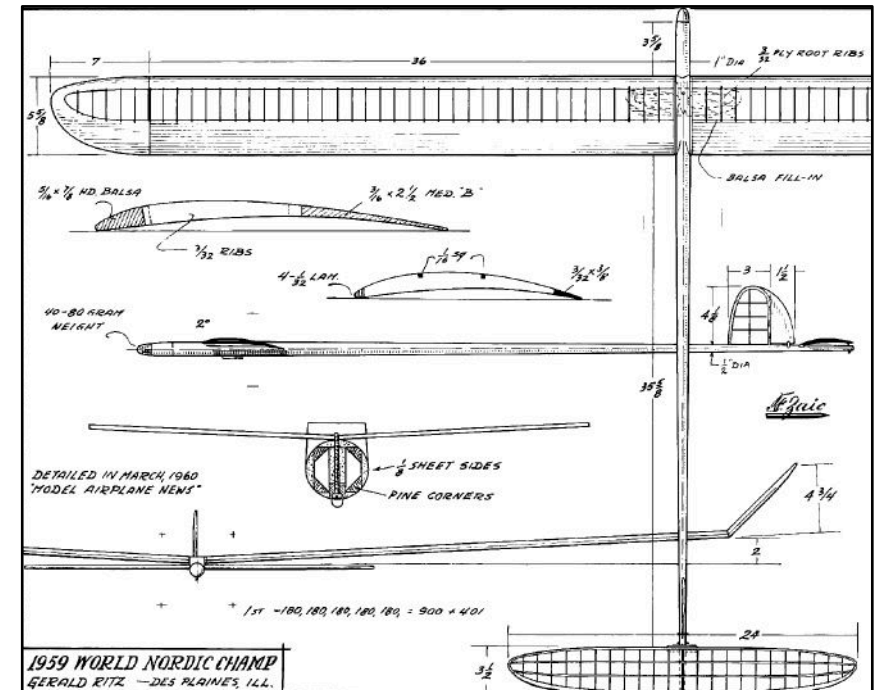 7
36
3 5/8
1" DIA
3/32 PLY ROOT RIBS
5 5/8
BALSA FILL-IN
5/16 x 7/8 HD. BALSA
3/16 x 2 1/2 MED. "B"
3/32 RIBS
1/16 SQ
4 - 1/32 LAM.
3/32 x 3/8
3
1 1/2
4 1/8
40-80 GRAM
WEIGHT
2°
1/2" DIA
35 5/8
F. Zaic
DETAILED IN MARCH, 1960
"MODEL AIRPLANE NEWS"
1/8 SHEET SIDES
PINE CORNERS
4 3/4
2
1ST -180, 180, 180, 180, 180, = 900 + 401
24
3 1/2
1959 WORLD NORDIC CHAMP
GERALD RITZ — DES PLAINES, ILL.